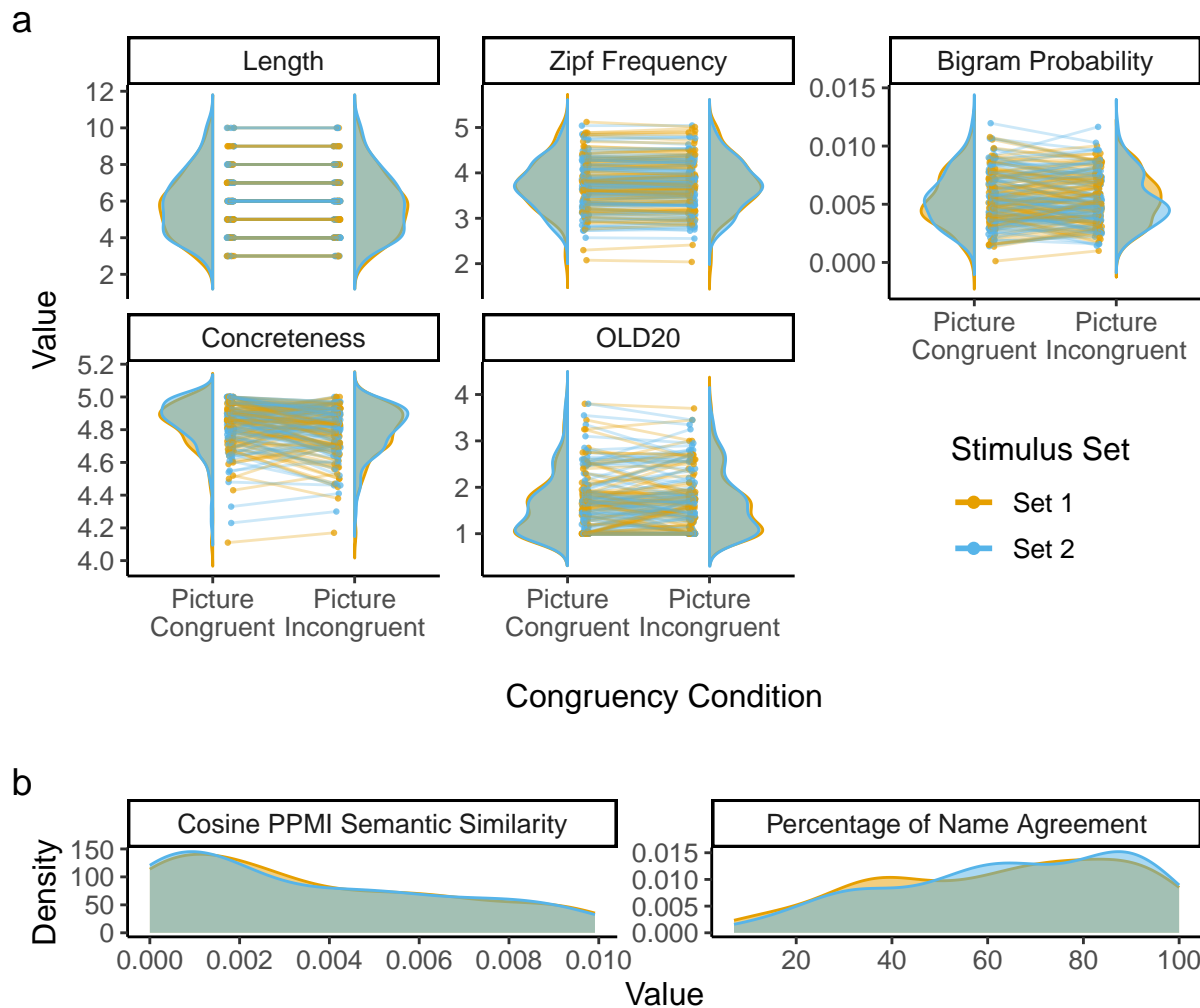 a
Length
Zipf Frequency
Bigram Probability
12
10
8
6
4
2
5
4
3
2
0.015
0.010
0.005
0.000
Picture
Congruent
Picture
Incongruent
Value
Concreteness
OLD20
5.2
5.0
4.8
4.6
4.4
4.2
4.0
4
3
2
1
Picture
Congruent
Picture
Incongruent
Picture
Congruent
Picture
Incongruent
Stimulus Set
Set 1
Set 2
Congruency Condition
b
Cosine PPMI Semantic Similarity
Percentage of Name Agreement
Density
150
100
50
0
0.000
0.002
0.004
0.006
0.008
0.010
0.015
0.010
0.005
0.000
20
40
60
80
100
Value